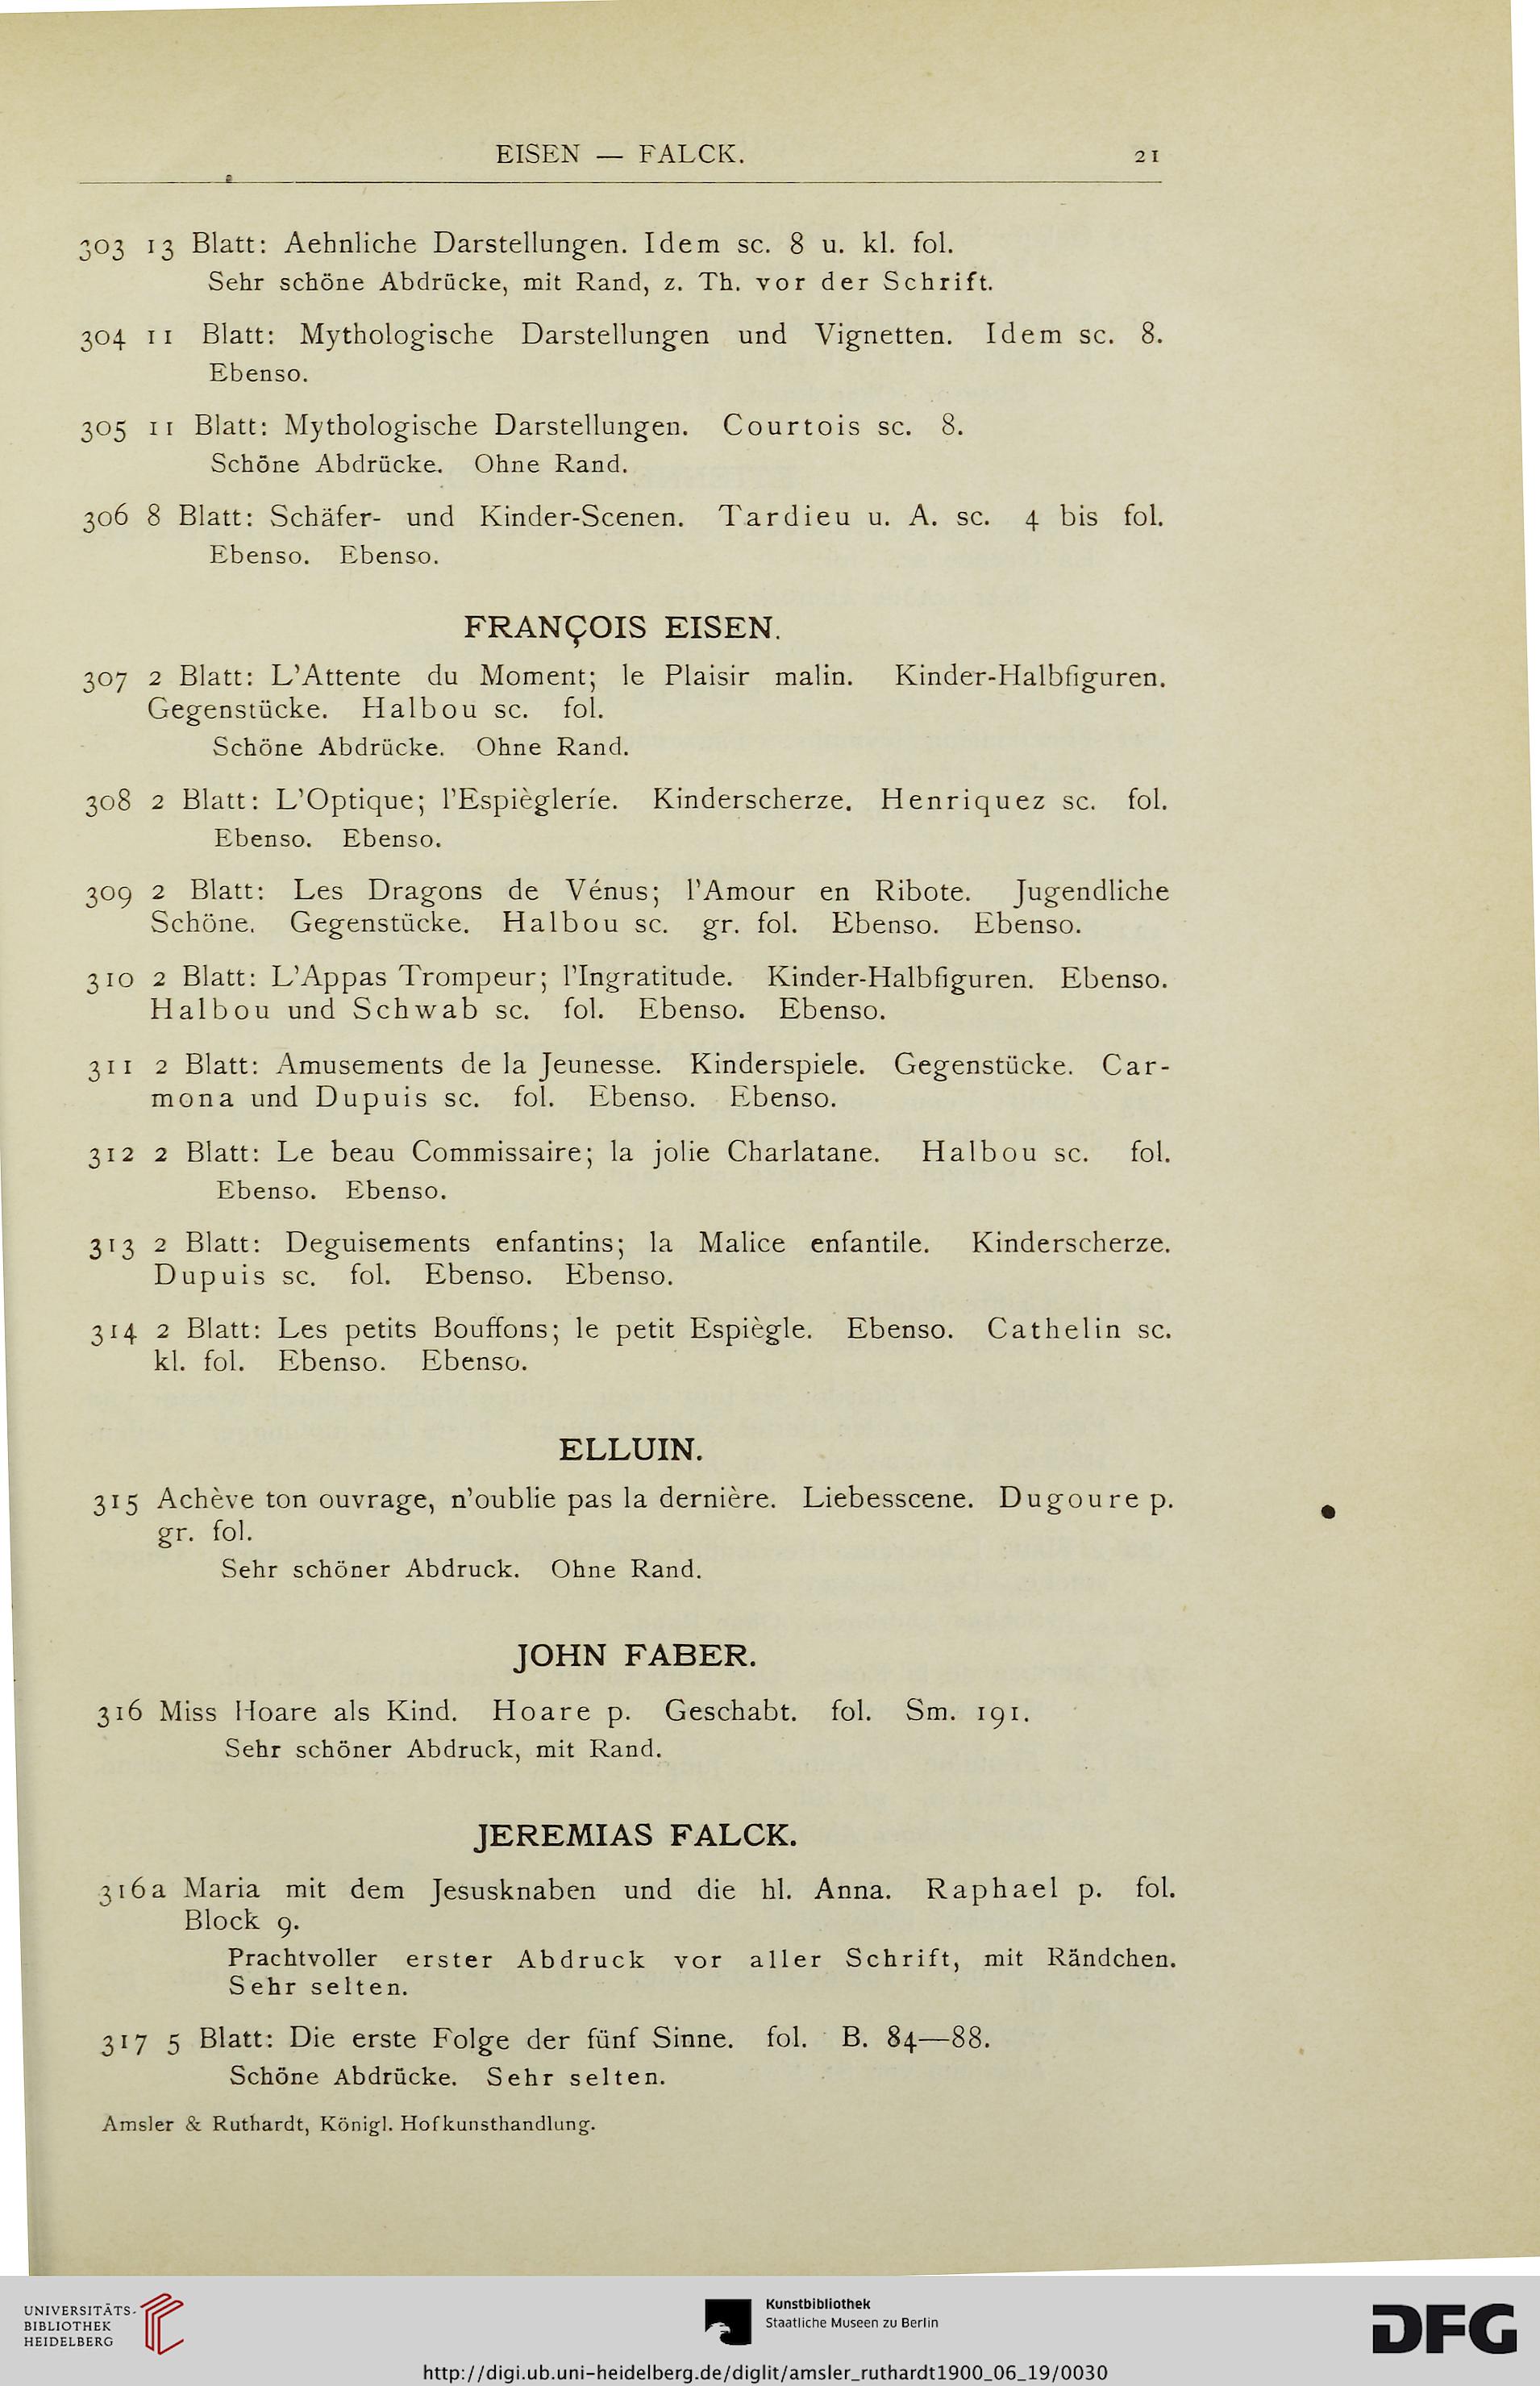 EISEN — FALCK. 21
303 13 Blatt: Aehnliche Darstellungen. Idem sc. 8 u. kl. fol.
Sehr schöne Abdrücke, mit Rand, z. Th. vor der Schrift.
304 11 Blatt: Mythologische Darstellungen und Vignetten. Idem sc. 8.
Ebenso.
305 11 Blatt: Mythologische Darstellungen. Courtois sc. 8.
Schöne Abdrücke. Ohne Rand.
306 8 Blatt: Schäfer- und Kinder-Scenen. Tardieu u. A. sc. 4 bis fol.
Ebenso. Ebenso.
FRANÇOIS EISEN.
307 2 Blatt: L'Attente du Moment; le Plaisir malin. Kinder-Halbfiguren.
Gegenstücke. Halbou sc. fol.
Schöne Abdrücke. Ohne Rand.
308 2 Blatt: L'Optique; l'Espièglerie. Kinderscherze. Henriquez sc. fol.
Ebenso. Ebenso.
309 2 Blatt: Les Dragons de Vénus; l'Amour en Ribote. Jugendliche
Schöne. Gegenstücke. Halbou sc. gr. fol. Ebenso. Ebenso.
310 2 Blatt: L'Appas Trompeur; l'Ingratitude. Kinder-Halbfiguren. Ebenso.
Halbou und Schwab sc. fol. Ebenso. Ebenso.
311 2 Blatt: Amusements de la Jeunesse. Kinderspiele. Gegenstücke. Car-
mona und Dupuis sc. fol. Ebenso. Ebenso.
312 2 Blatt: Le beau Commissaire; la jolie Charlatane. Halbou sc. fol.
Ebenso. Ebenso.
313 2 Blatt: Deguisements enfantins; la Malice enfantile. Kinderscherze.
Dupuis sc. fol. Ebenso. Ebenso.
314 2 Blatt: Les petits Bouffons; le petit Espiègle. Ebenso. Cathelin sc.
kl. fol. Ebenso. Ebenso.
ELLUIN.
315 Achève ton ouvrage, n'oublie pas la dernière. Liebesscene. Dugoure p.
gr. fol.
Sehr schöner Abdruck. Ohne Rand.
JOHN FABER.
316 Miss Hoare als Kind. Hoare p. Geschabt. fol. Sm. 191.
Sehr schöner Abdruck, mit Rand.
JEREMIAS FALCK.
316a Maria mit dem Jesusknaben und die hl. Anna. Raphael p. fol.
Block 9.
Prachtvoller erster Abdruck vor aller Schrift, mit Rändchen.
Sehr selten.
317 5 Blatt: Die erste Folge der fünf Sinne. fol. B. 84—88.
Schöne Abdrücke. Sehr selten.
Amsler & Ruthardt, Königl. Hofkunsthandlung.
UNIVERSITÄTS-
BIBLIOTHEK
HEIDELBERG
Kunstbibliothek
Staatliche Museen zu Berlin
DFG
http://digi.ub.uni-heidelberg.de/diglit/amsler_ruthardt1900_06_19/0030